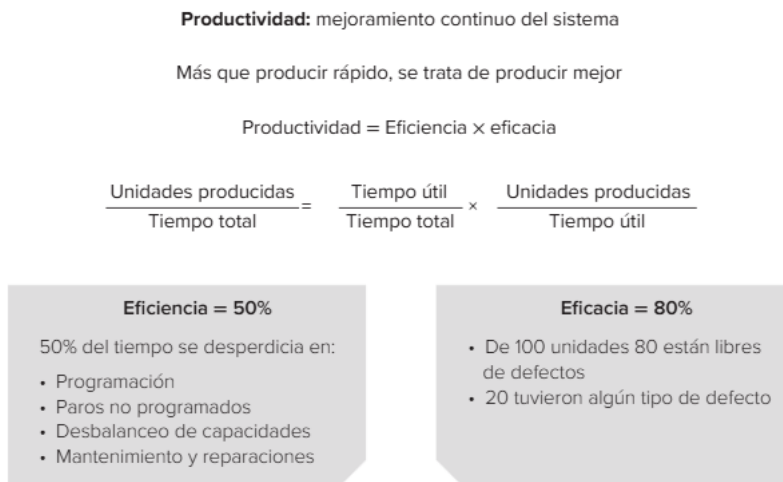 Productividad: mejoramiento continuo del sistema
Más que producir rápido, se trata de producir mejor
Productividad = Eficiencia × eficacia
Unidades producidas / Tiempo total = Tiempo útil / Tiempo total × Unidades producidas / Tiempo útil
Eficiencia = 50%
50% del tiempo se desperdicia en:
• Programación
• Paros no programados
• Desbalanceo de capacidades
• Mantenimiento y reparaciones
Eficacia = 80%
• De 100 unidades 80 están libres
de defectos
• 20 tuvieron algún tipo de defecto